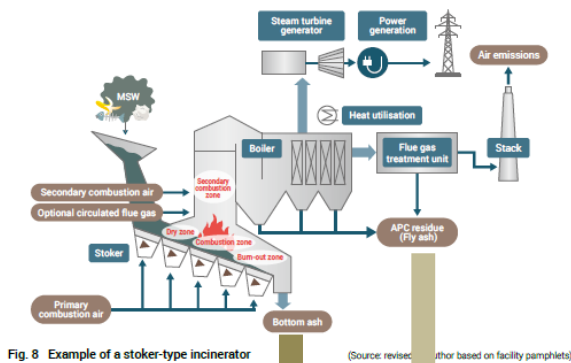 Steam turbine
generator
Power
generation
Air emissions
MSW
Heat utilisation
Boiler
Flue gas
treatment unit
Stack
Secondary combustion air
Secondary
combustion
zone
Optional circulated flue gas
Dry zone
Combustion zone
Burn-out zone
Stoker
APC residue
(Fly ash)
Primary
combustion air
Bottom ash
Fig. 8 Example of a stoker-type incinerator
(Source: revised uthor based on facility pamphlets)